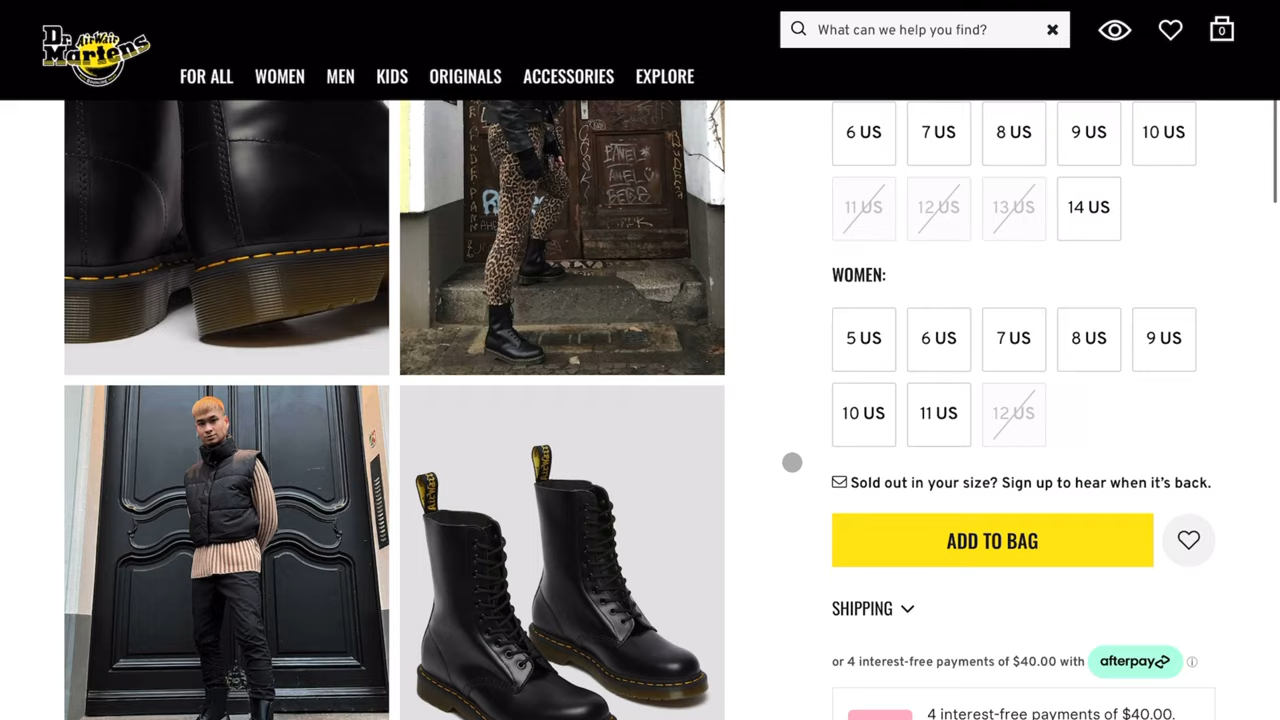 Dr. AirWair
Martens
What can we help you find?
0
FOR ALL WOMEN MEN KIDS ORIGINALS ACCESSORIES EXPLORE
6 US 7 US 8 US 9 US 10 US
11 US 12 US 13 US 14 US
WOMEN:
5 US 6 US 7 US 8 US 9 US
10 US 11 US 12 US
Sold out in your size? Sign up to hear when it's back.
ADD TO BAG
SHIPPING
or 4 interest-free payments of $40.00 with afterpay
4 interest-free payments of $40.00.